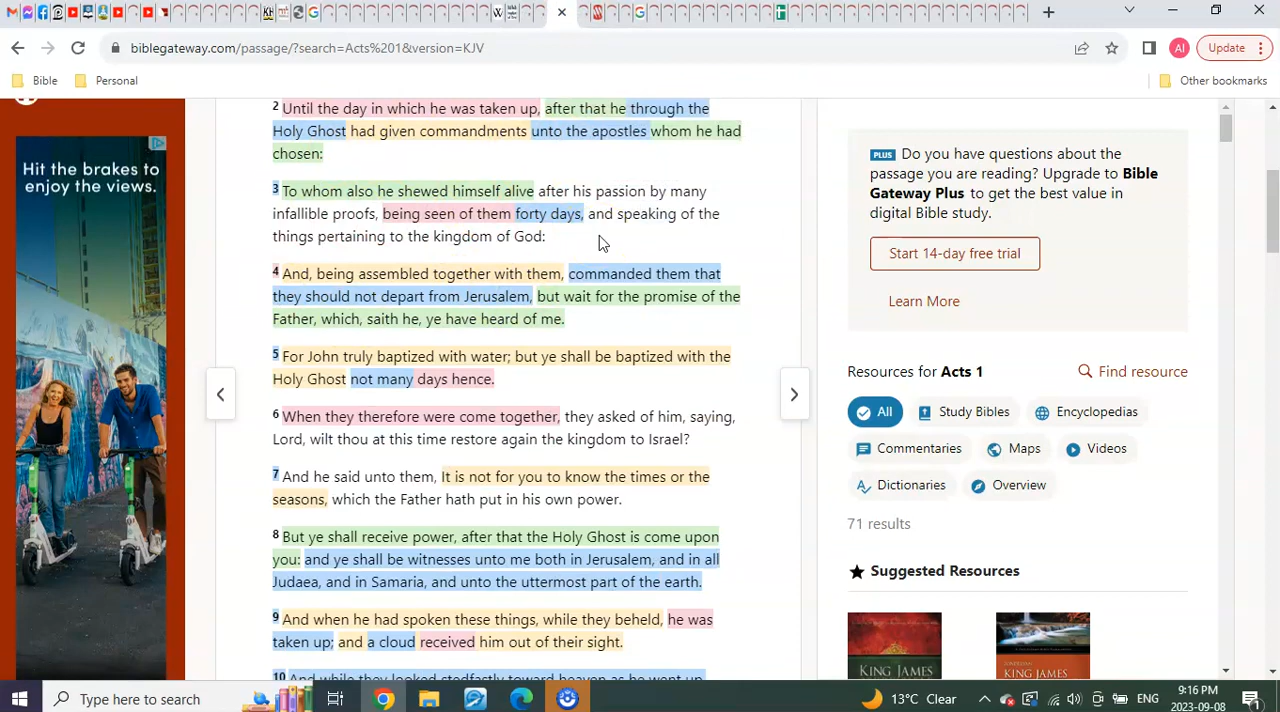 biblegateway.com/passage/?search=Acts%201&version=KJV
AI
Update
Bible
Personal
Other bookmarks
Hit the brakes to
enjoy the views.
2 Until the day in which he was taken up, after that he through the
Holy Ghost had given commandments unto the apostles whom he had
chosen:
3 To whom also he shewed himself alive after his passion by many
infallible proofs, being seen of them forty days, and speaking of the
things pertaining to the kingdom of God:
4 And, being assembled together with them, commanded them that
they should not depart from Jerusalem, but wait for the promise of the
Father, which, saith he, ye have heard of me.
5 For John truly baptized with water; but ye shall be baptized with the
Holy Ghost not many days hence.
6 When they therefore were come together, they asked of him, saying,
Lord, wilt thou at this time restore again the kingdom to Israel?
7 And he said unto them, It is not for you to know the times or the
seasons, which the Father hath put in his own power.
8 But ye shall receive power, after that the Holy Ghost is come upon
you: and ye shall be witnesses unto me both in Jerusalem, and in all
Judaea, and in Samaria, and unto the uttermost part of the earth.
9 And when he had spoken these things, while they beheld, he was
taken up; and a cloud received him out of their sight.
10 And while they looked stedfastly toward heaven as he went up,
PLUS Do you have questions about the
passage you are reading? Upgrade to Bible
Gateway Plus to get the best value in
digital Bible study.
Start 14-day free trial
Learn More
Resources for Acts 1
Find resource
All
Study Bibles
Encyclopedias
Commentaries
Maps
Videos
Dictionaries
Overview
71 results
Suggested Resources
KING JAMES
KING JAMES
Type here to search
13°C Clear
ENG
9:16 PM
2023-09-08
1